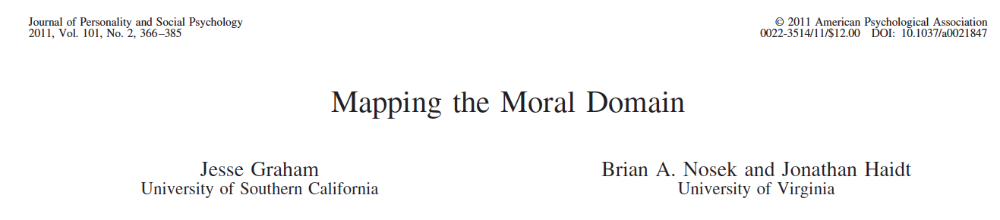 Journal of Personality and Social Psychology
2011, Vol. 101, No. 2, 366–385
© 2011 American Psychological Association
0022-3514/11/$12.00 DOI: 10.1037/a0021847
Mapping the Moral Domain
Jesse Graham
University of Southern California
Brian A. Nosek and Jonathan Haidt
University of Virginia